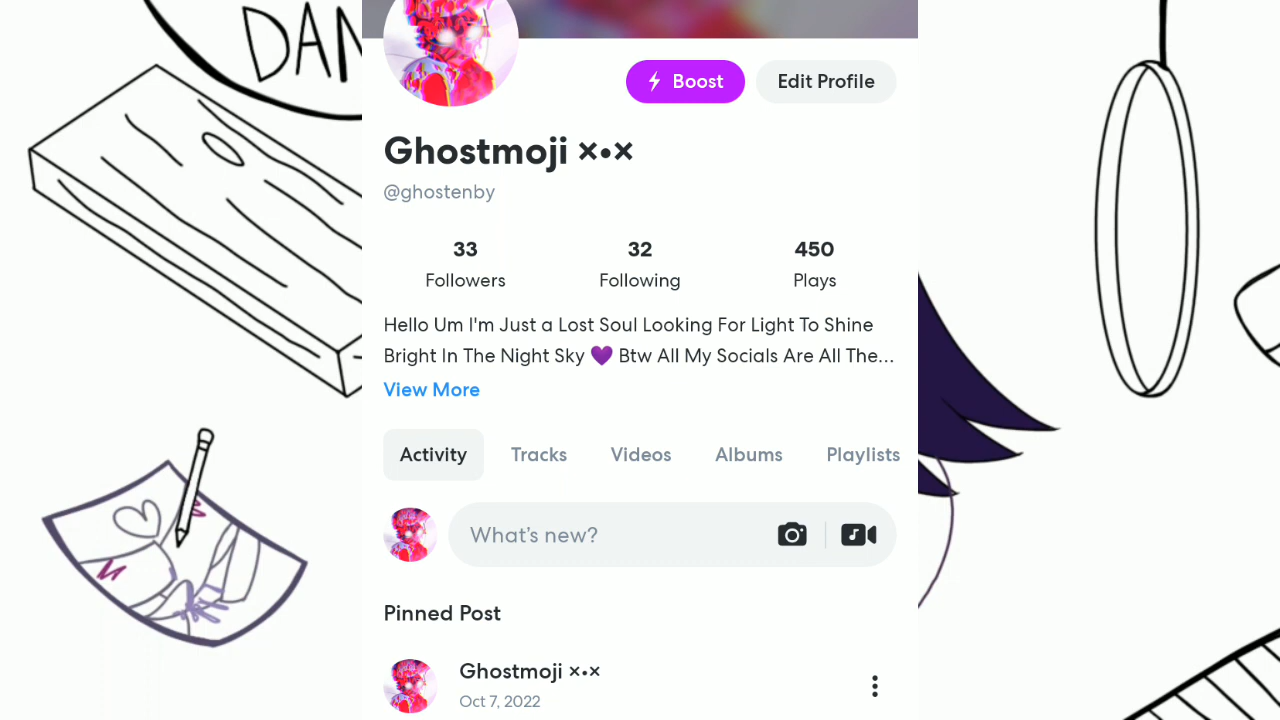 DAN
Boost
Edit Profile
Ghostmoji ×•×
@ghostenby
33
32
450
Followers
Following
Plays
Hello Um I'm Just a Lost Soul Looking For Light To Shine
Bright In The Night Sky 💜 Btw All My Socials Are All The...
View More
Activity
Tracks
Videos
Albums
Playlists
What's new?
Pinned Post
Ghostmoji ×•×
Oct 7, 2022